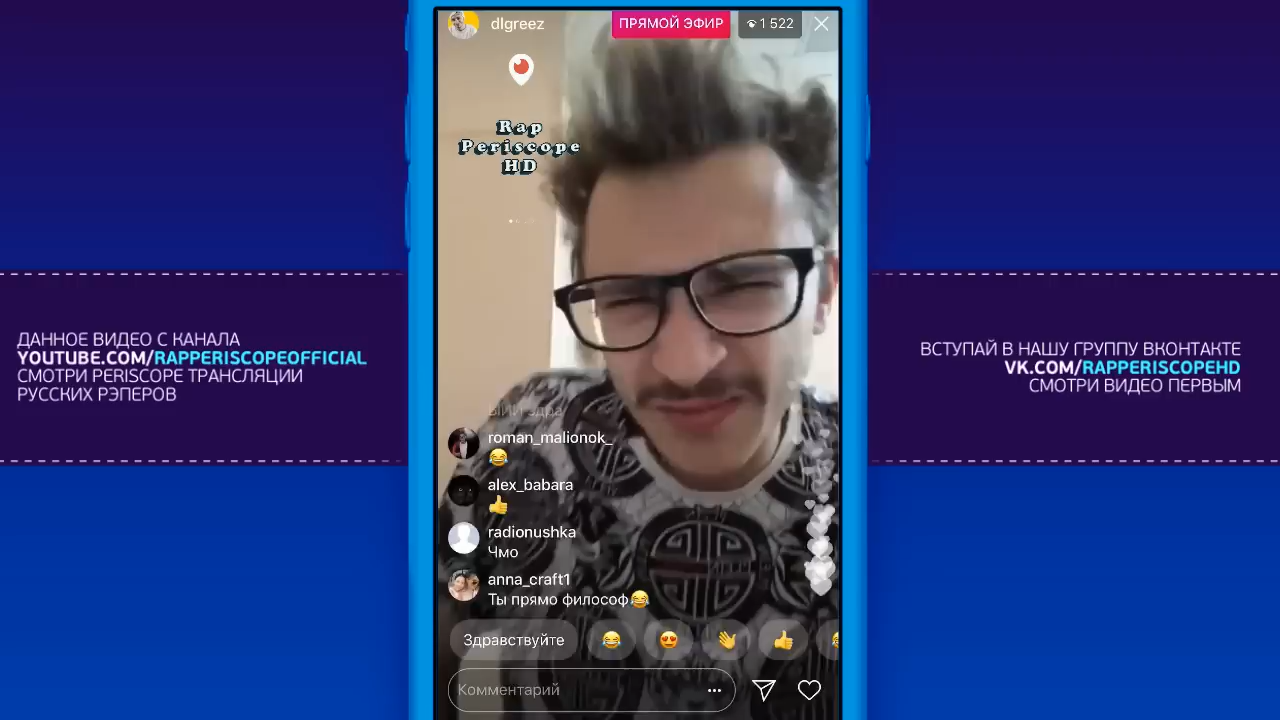 dlgreez
ПРЯМОЙ ЭФИР
1 522
Rap
Periscope
HD
ДАННОЕ ВИДЕО С КАНАЛА
YOUTUBE.COM/RAPPERISCOPEOFFICIAL
СМОТРИ PERISCOPE ТРАНСЛЯЦИИ
РУССКИХ РЭПЕРОВ
ВСТУПАЙ В НАШУ ГРУППУ ВКОНТАКТЕ
VK.COM/RAPPERISCOPEHD
СМОТРИ ВИДЕО ПЕРВЫМ
roman_malionok_
😂
alex_babara
👍
radionushka
Чмо
anna_craft1
Ты прямо философ😂
Здравствуйте
Комментарий